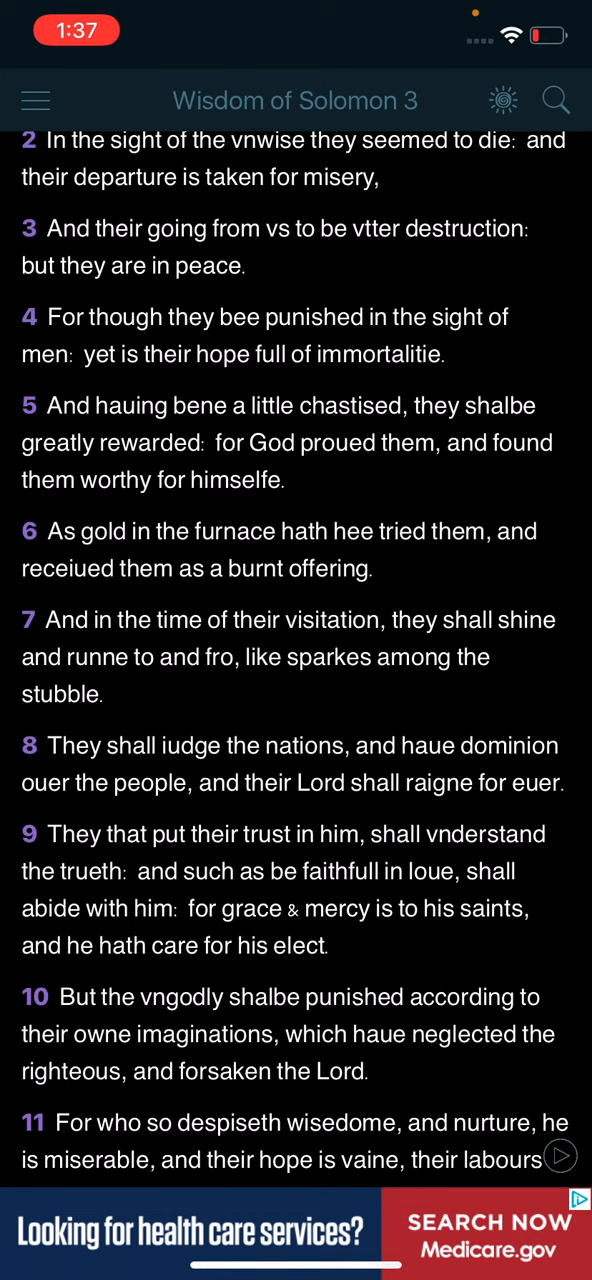 1:37
Wisdom of Solomon 3
2 In the sight of the vnwise they seemed to die: and
their departure is taken for misery,
3 And their going from vs to be vtter destruction:
but they are in peace.
4 For though they bee punished in the sight of
men: yet is their hope full of immortalitie.
5 And hauing bene a little chastised, they shalbe
greatly rewarded: for God proued them, and found
them worthy for himselfe.
6 As gold in the furnace hath hee tried them, and
receiued them as a burnt offering.
7 And in the time of their visitation, they shall shine
and runne to and fro, like sparkes among the
stubble.
8 They shall iudge the nations, and haue dominion
ouer the people, and their Lord shall raigne for euer.
9 They that put their trust in him, shall vnderstand
the trueth: and such as be faithfull in loue, shall
abide with him: for grace & mercy is to his saints,
and he hath care for his elect.
10 But the vngodly shalbe punished according to
their owne imaginations, which haue neglected the
righteous, and forsaken the Lord.
11 For who so despiseth wisedome, and nurture, he
is miserable, and their hope is vaine, their labours
Looking for health care services?
SEARCH NOW
Medicare.gov